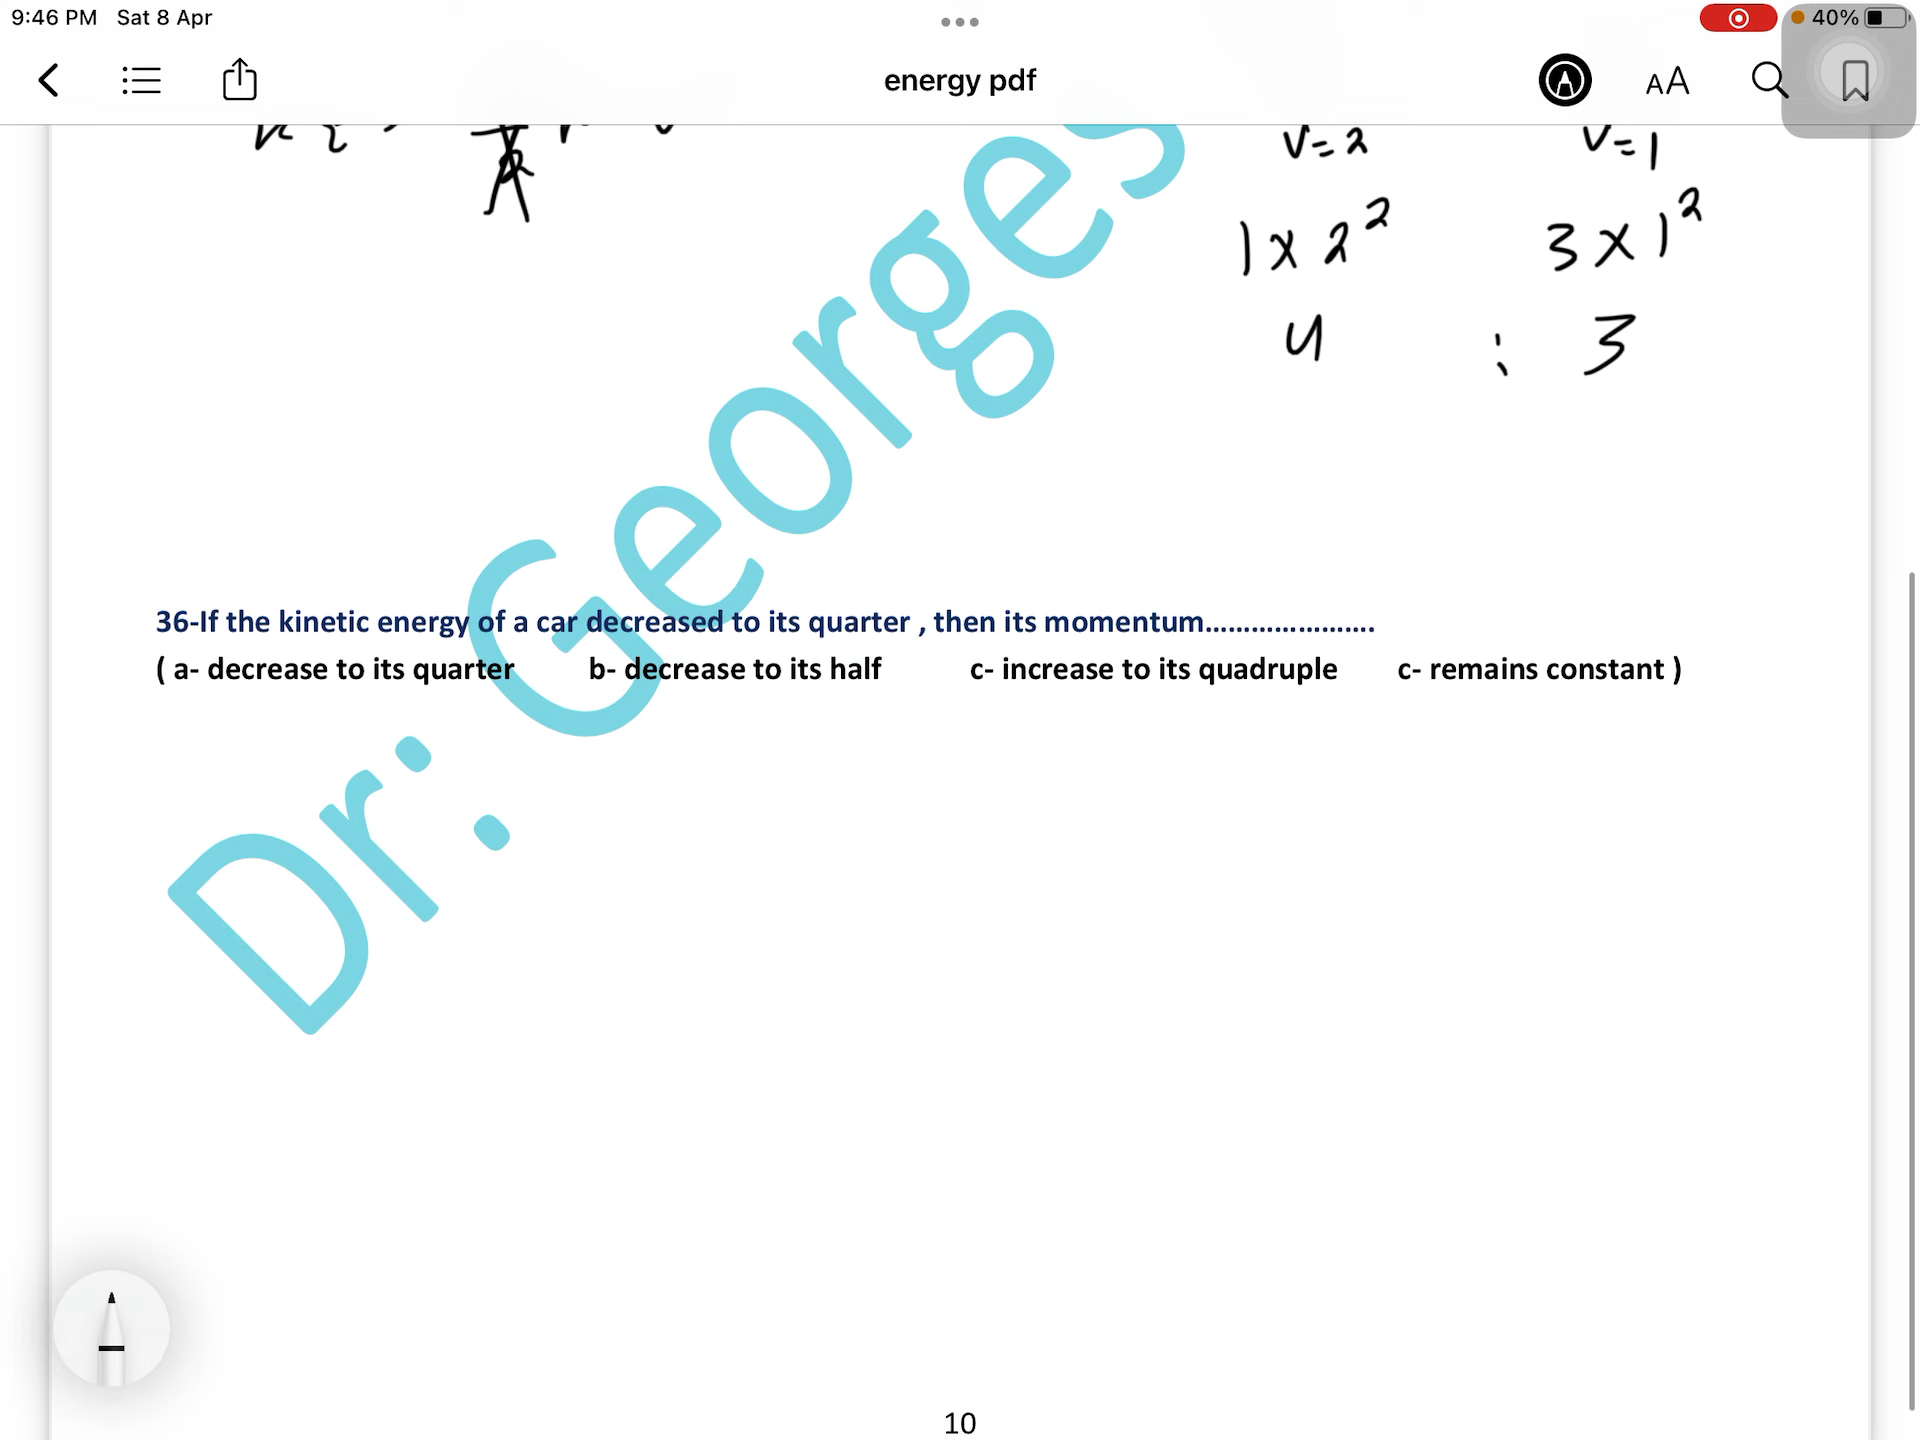 9:46 PM Sat 8 Apr
40%
energy pdf
AA
v=2 v=1
1 x 2² 3 x 1²
4 : 3
36-If the kinetic energy of a car decreased to its quarter , then its momentum.......................
( a- decrease to its quarter b- decrease to its half c- increase to its quadruple c- remains constant )
Dr: Georges
10